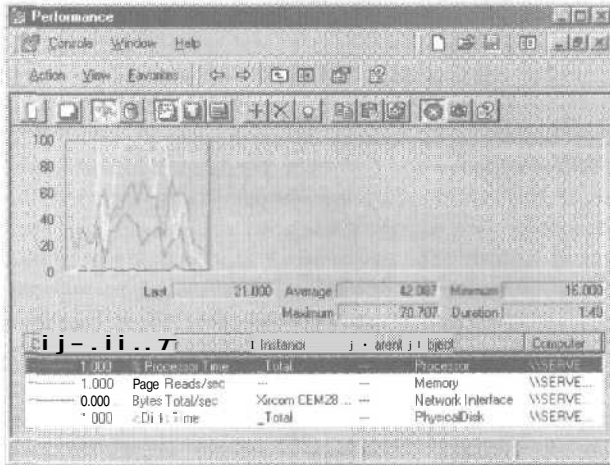 Performance
Console Window Help
Action View Favorites
100
80
60
40
20
0
Last 21.000 Average 42.087 Minimum 16.000
Maximum 70.707 Duration 1:40
Instance Computer
1.000 % Processor Time _Total --- Processor \\SERVE...
1.000 Page Reads/sec --- --- Memory \\SERVE...
0.000 Bytes Total/sec Xircom CEM28 ... --- Network Interface \\SERVE...
000 _Total --- PhysicalDisk \\SERVE...